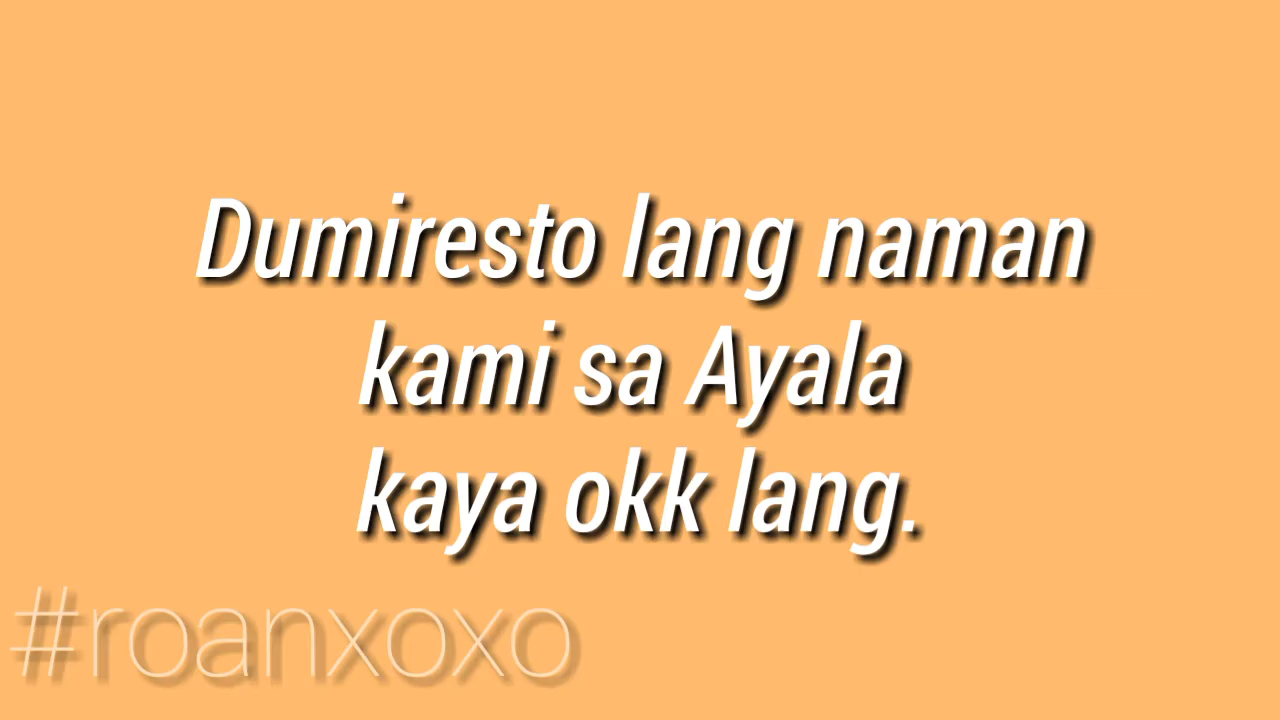 Dumiresto lang naman
kami sa Ayala
kaya okk lang.
#roanxoxo